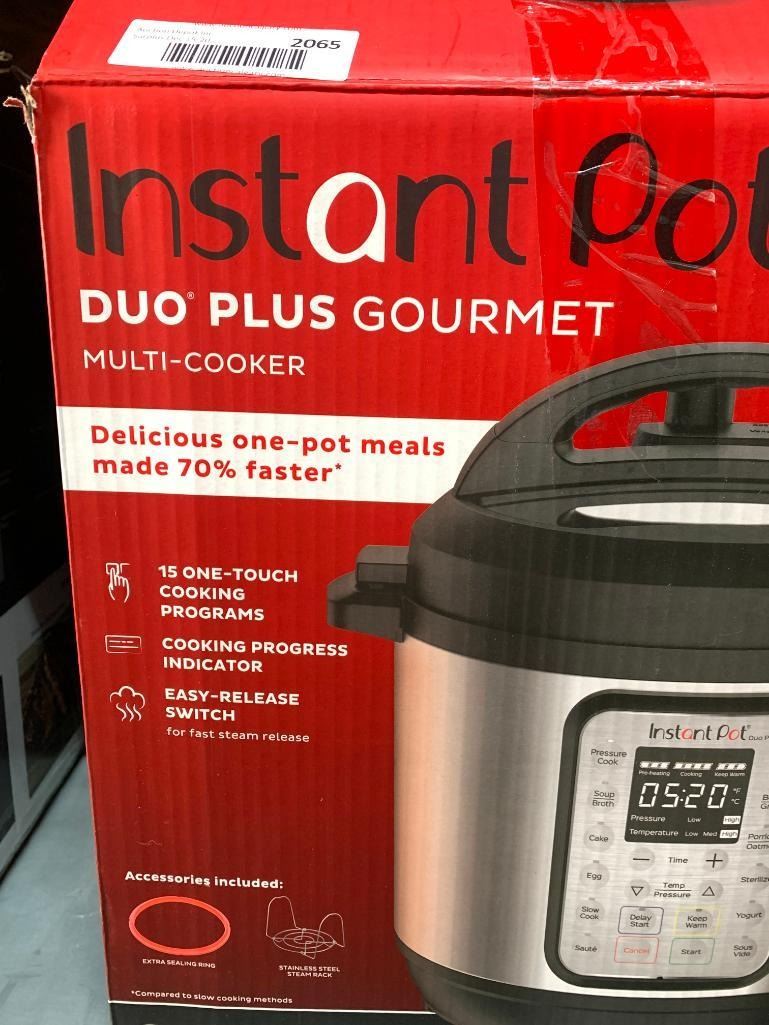 2065
Instant Pot
DUO® PLUS GOURMET
MULTI-COOKER
Delicious one-pot meals
made 70% faster*
15 ONE-TOUCH
COOKING
PROGRAMS
COOKING PROGRESS
INDICATOR
EASY-RELEASE
SWITCH
for fast steam release
Instant Pot® Duo P
Pressure
Cook
Pre-heating Cooking Keep Warm
Soup
Broth
05:20 °F
°C
Pressure Low High
Temperature Low Med High
Cake
Time
Egg
Temp
Pressure
Steriliz
Slow
Cook
Delay
Start
Keep
Warm
Yogurt
Sauté
Cancel
Start
Sous
Vide
Accessories included:
EXTRA SEALING RING
STAINLESS STEEL
STEAM RACK
*Compared to slow cooking methods